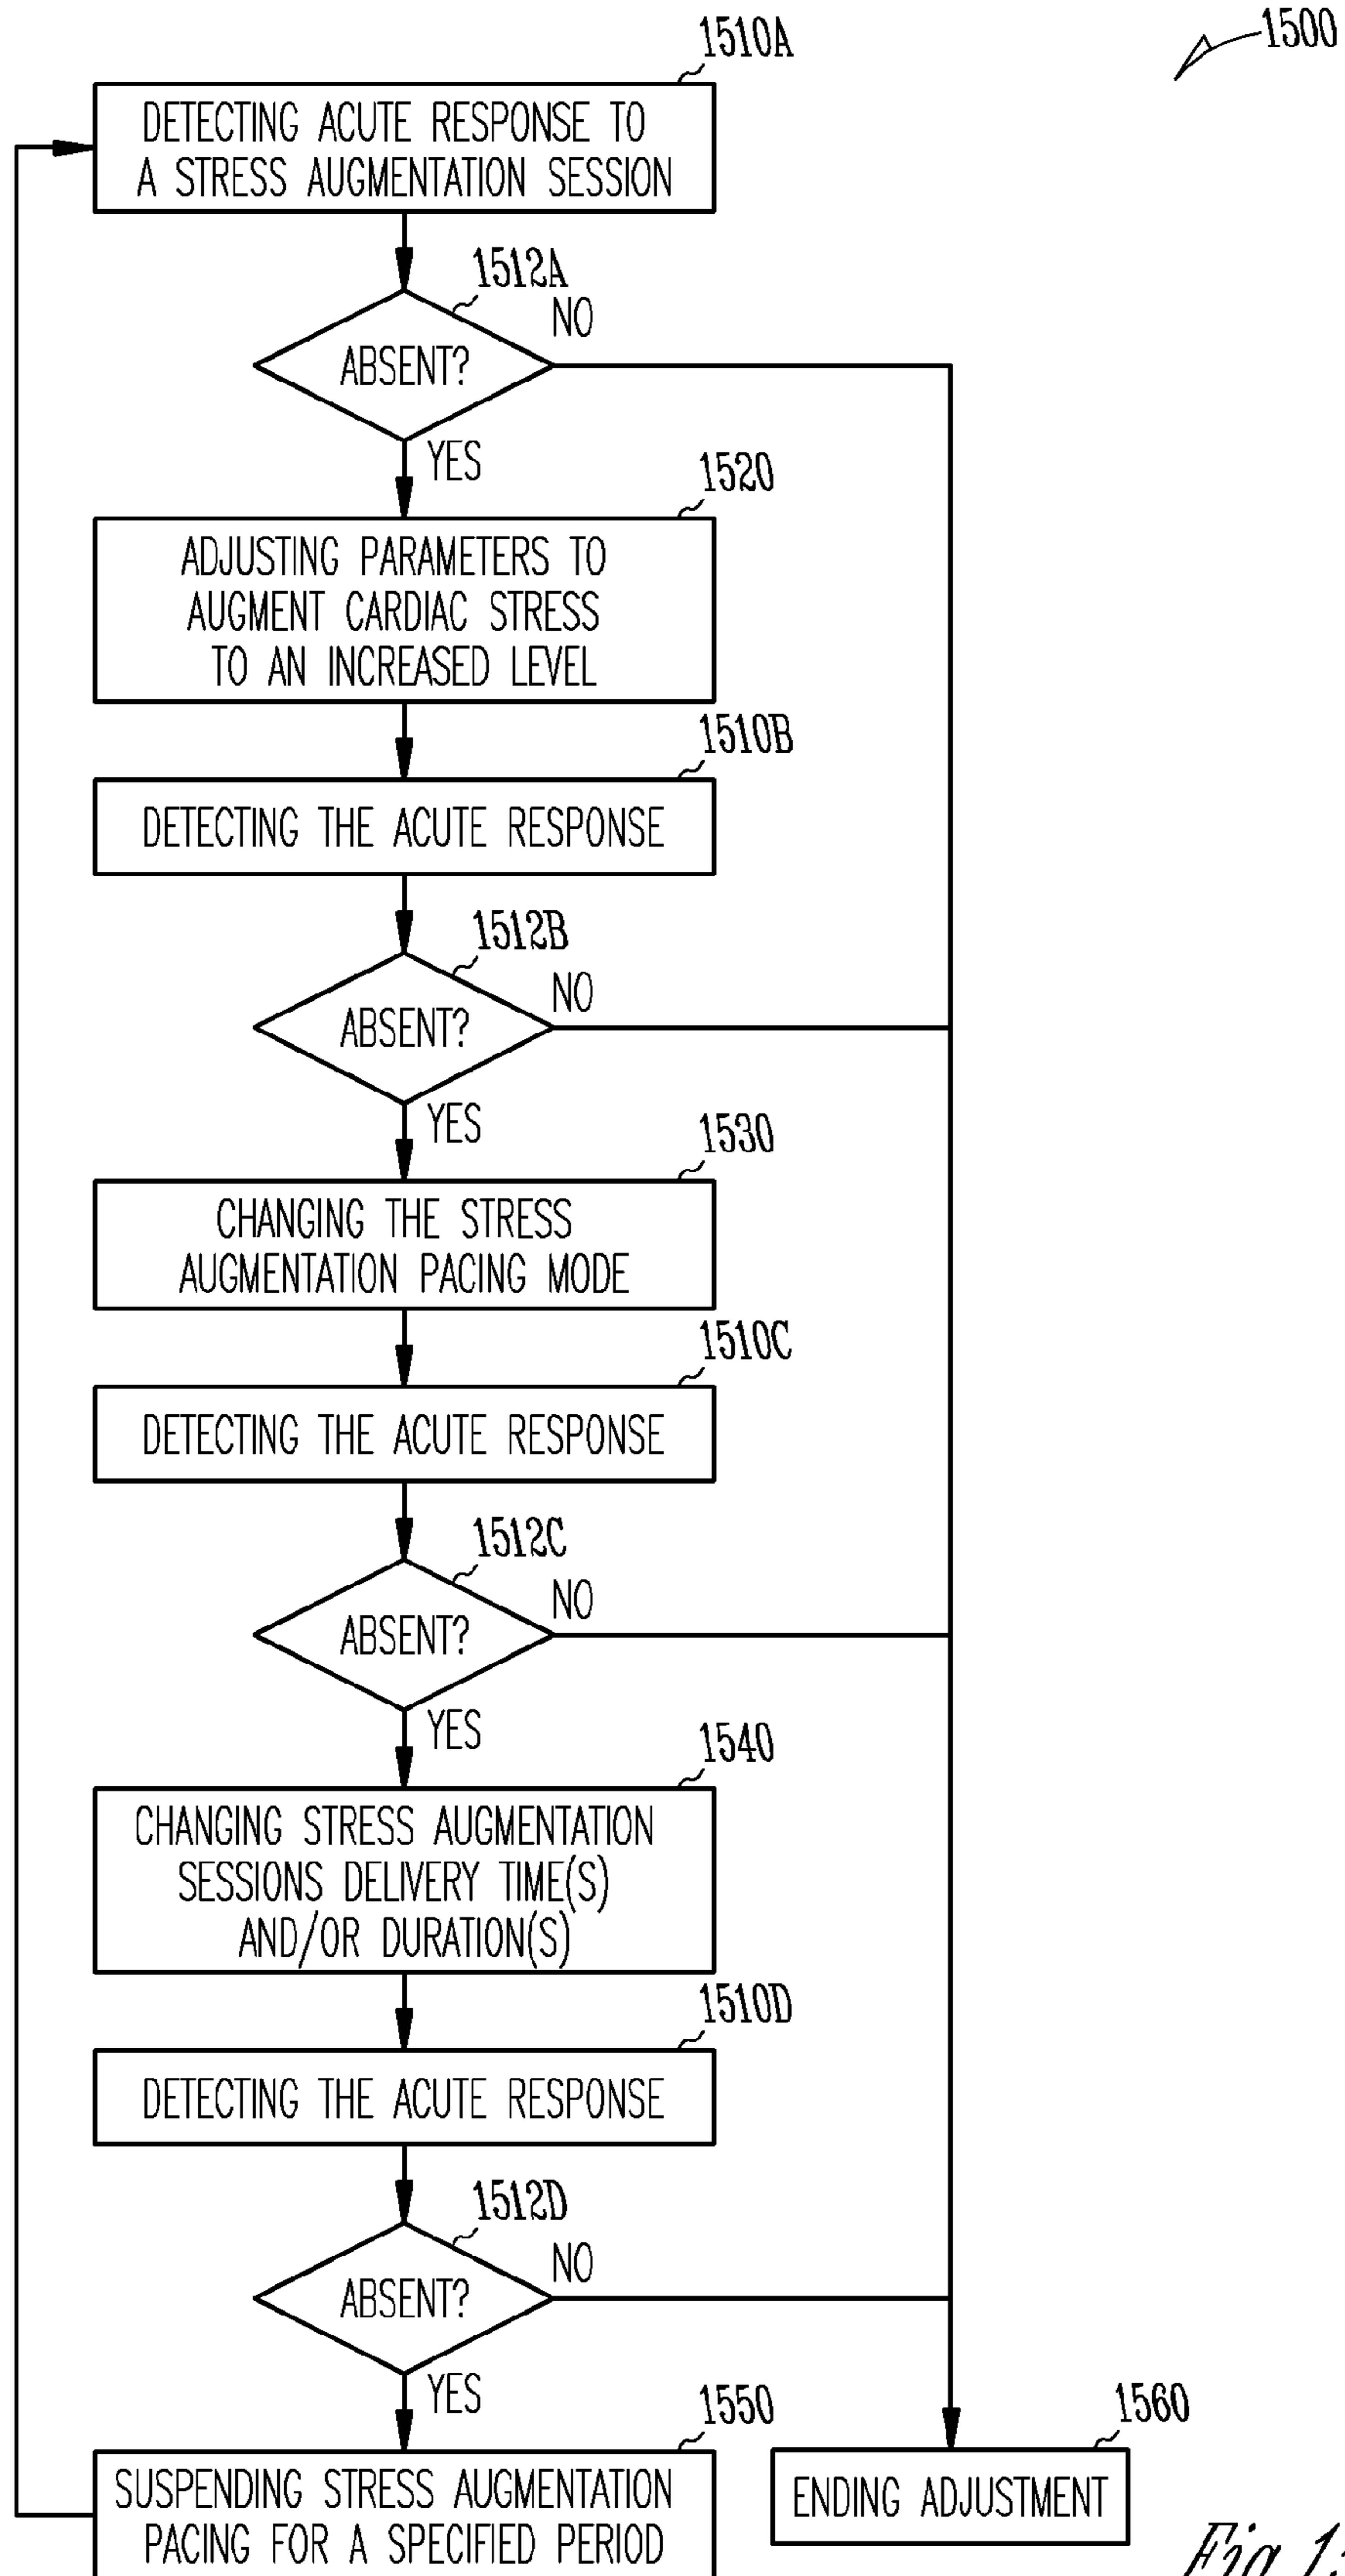 1500
1510A
DETECTING ACUTE RESPONSE TO
A STRESS AUGMENTATION SESSION
1512A
ABSENT?
NO
YES
1520
ADJUSTING PARAMETERS TO
AUGMENT CARDIAC STRESS
TO AN INCREASED LEVEL
1510B
DETECTING THE ACUTE RESPONSE
1512B
ABSENT?
NO
YES
1530
CHANGING THE STRESS
AUGMENTATION PACING MODE
1510C
DETECTING THE ACUTE RESPONSE
1512C
ABSENT?
NO
YES
1540
CHANGING STRESS AUGMENTATION
SESSIONS DELIVERY TIME(S)
AND/OR DURATION(S)
1510D
DETECTING THE ACUTE RESPONSE
1512D
ABSENT?
NO
YES
1550
SUSPENDING STRESS AUGMENTATION
PACING FOR A SPECIFIED PERIOD
1560
ENDING ADJUSTMENT
Fig.